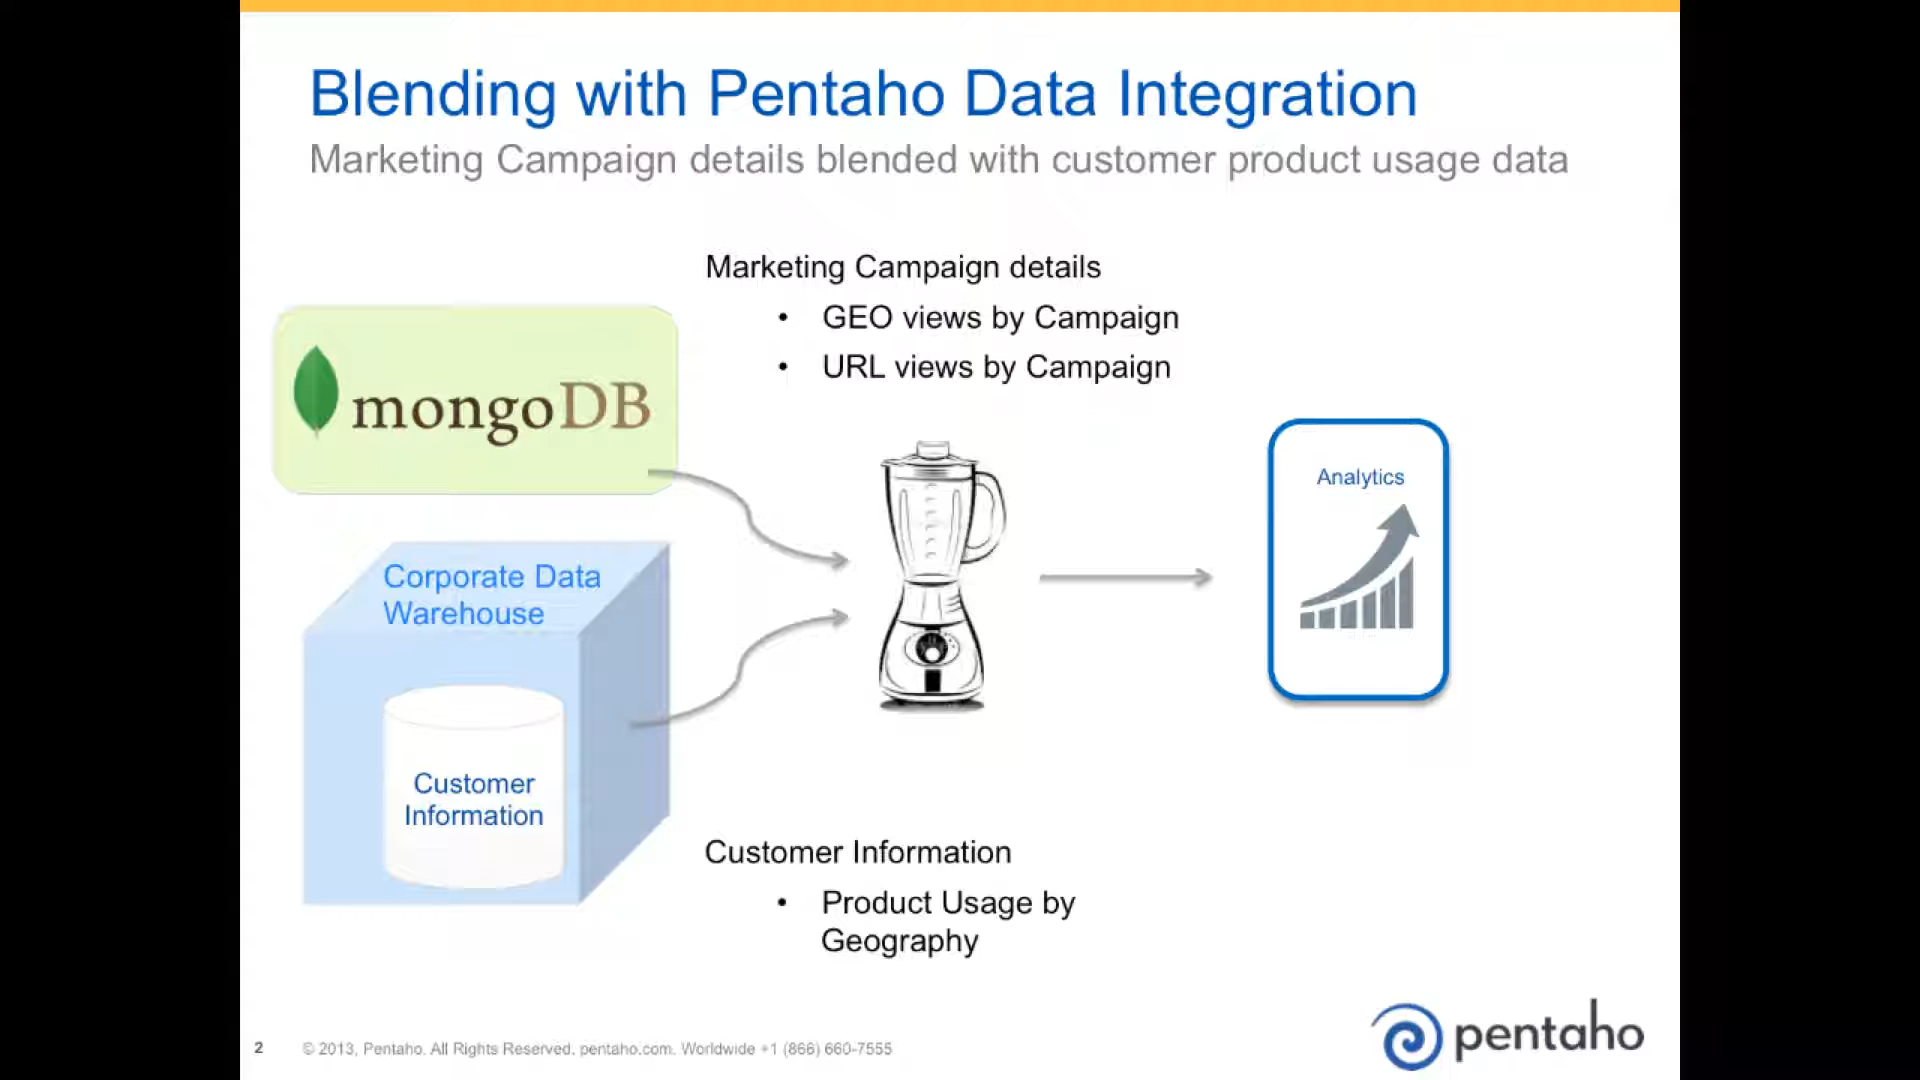 Blending with Pentaho Data Integration
Marketing Campaign details blended with customer product usage data
Marketing Campaign details
• GEO views by Campaign
• URL views by Campaign
mongoDB
Analytics
Corporate Data
Warehouse
Customer
Information
Customer Information
• Product Usage by
Geography
2 © 2013, Pentaho. All Rights Reserved. pentaho.com. Worldwide +1 (866) 660-7555
pentaho